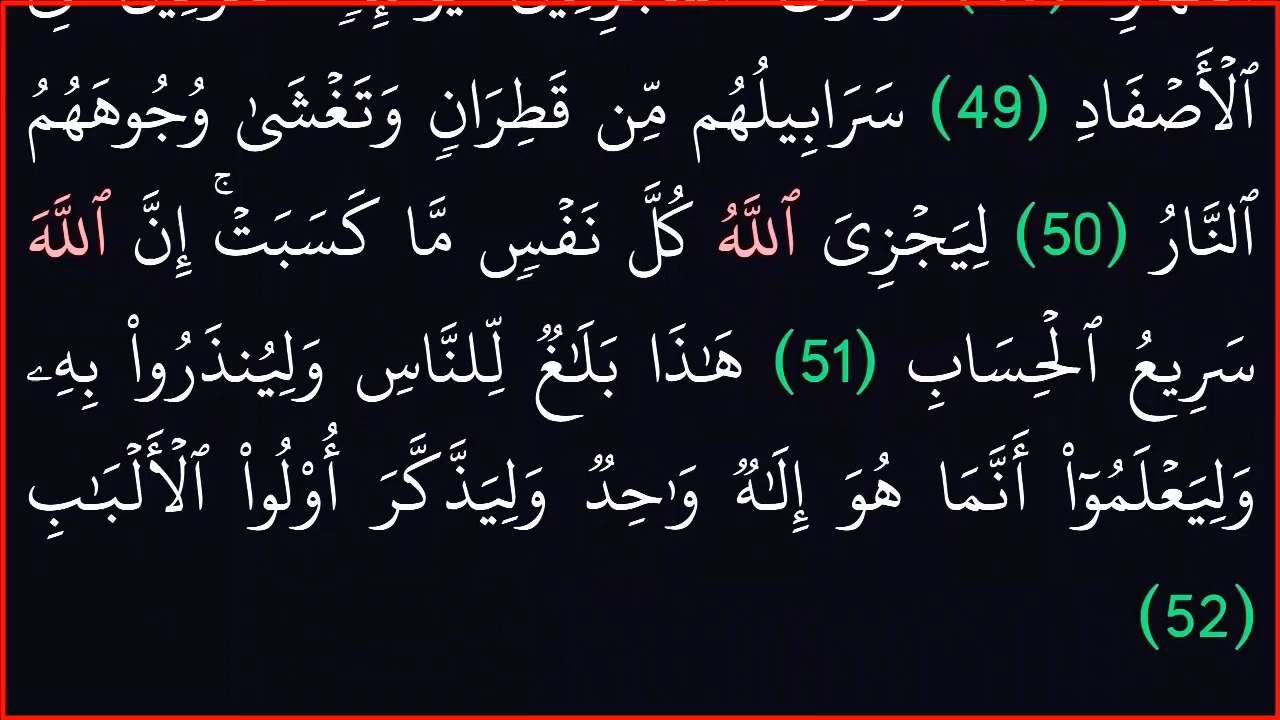 ٱلْأَصْفَادِ (49) سَرَابِيلُهُم مِّن قَطِرَانٍ وَتَغْشَىٰ وُجُوهَهُمُ
ٱلنَّارُ (50) لِيَجْزِىَ ٱللَّهُ كُلَّ نَفْسٍ مَّا كَسَبَتْ ۚ إِنَّ ٱللَّهَ
سَرِيعُ ٱلْحِسَابِ (51) هَـٰذَا بَلَـٰغٌ لِّلنَّاسِ وَلِيُنذَرُوا۟ بِهِۦ
وَلِيَعْلَمُوٓا۟ أَنَّمَا هُوَ إِلَـٰهٌ وَٰحِدٌ وَلِيَذَّكَّرَ أُو۟لُوا۟ ٱلْأَلْبَـٰبِ
(52)